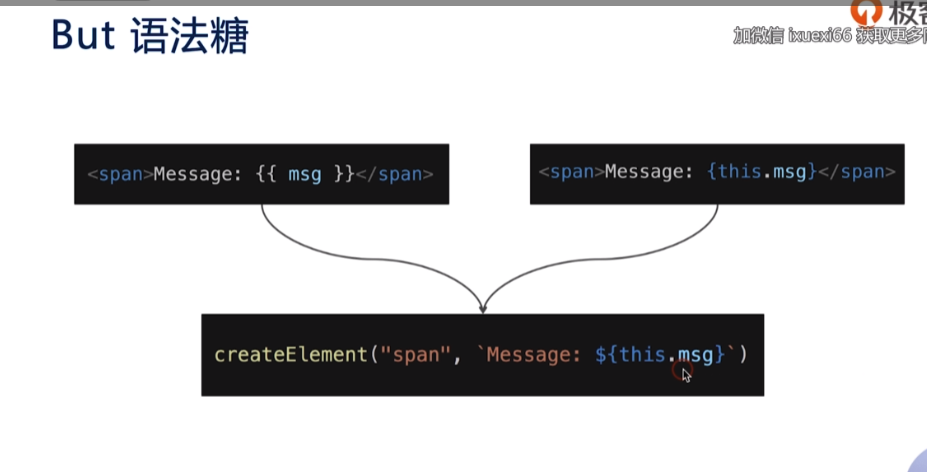 But 语法糖
极客
加微信 ixuexi66 获取更多
<span>Message: {{ msg }}</span>
<span>Message: {this.msg}</span>
createElement("span", `Message: ${this.msg}`)